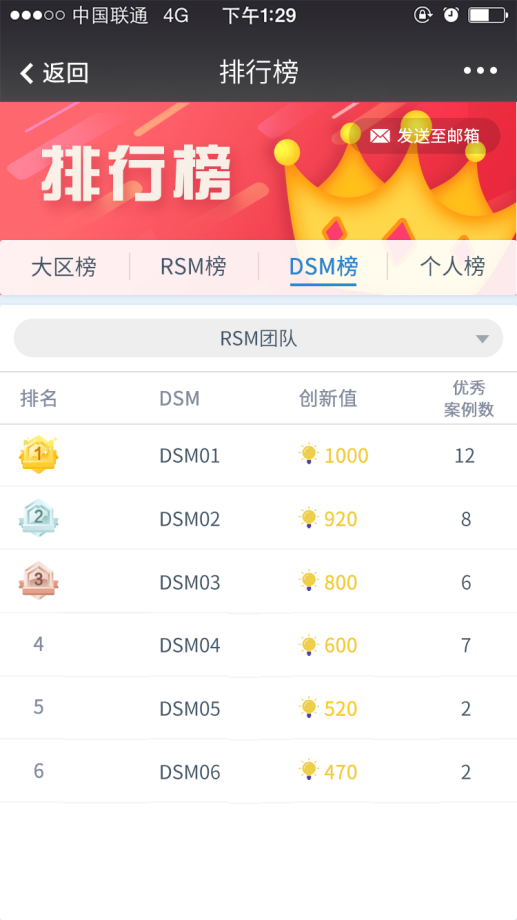 中国联通 4G 下午1:29
返回 排行榜
排行榜
发送至邮箱
大区榜 RSM榜 DSM榜 个人榜
RSM团队
排名 DSM 创新值 优秀
案例数
1 DSM01 1000 12
2 DSM02 920 8
3 DSM03 800 6
4 DSM04 600 7
5 DSM05 520 2
6 DSM06 470 2